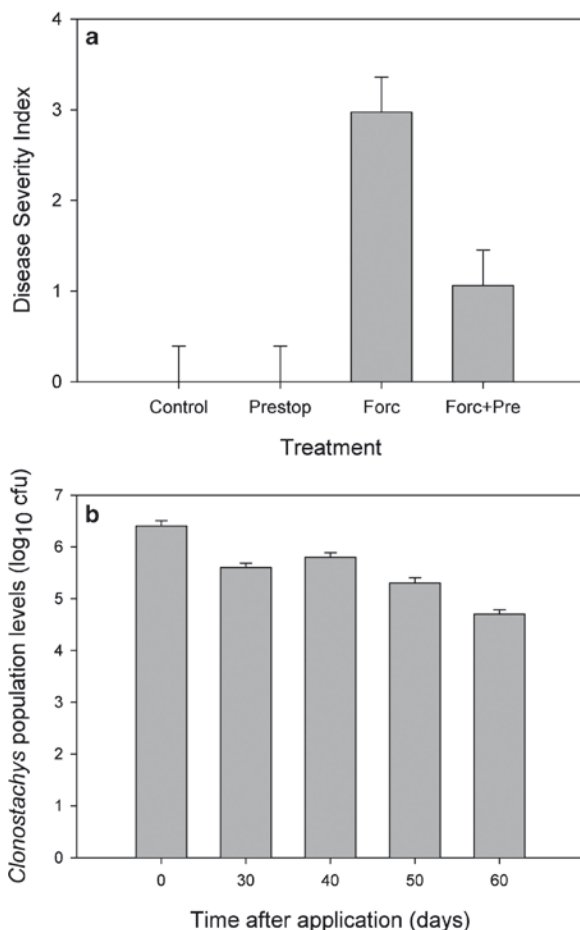 a
Disease Severity Index
4
3
2
1
0
Control Prestop Forc Forc+Pre
Treatment
b
Clonostachys population levels (log10 cfu)
7
6
5
4
3
2
1
0
0 30 40 50 60
Time after application (days)